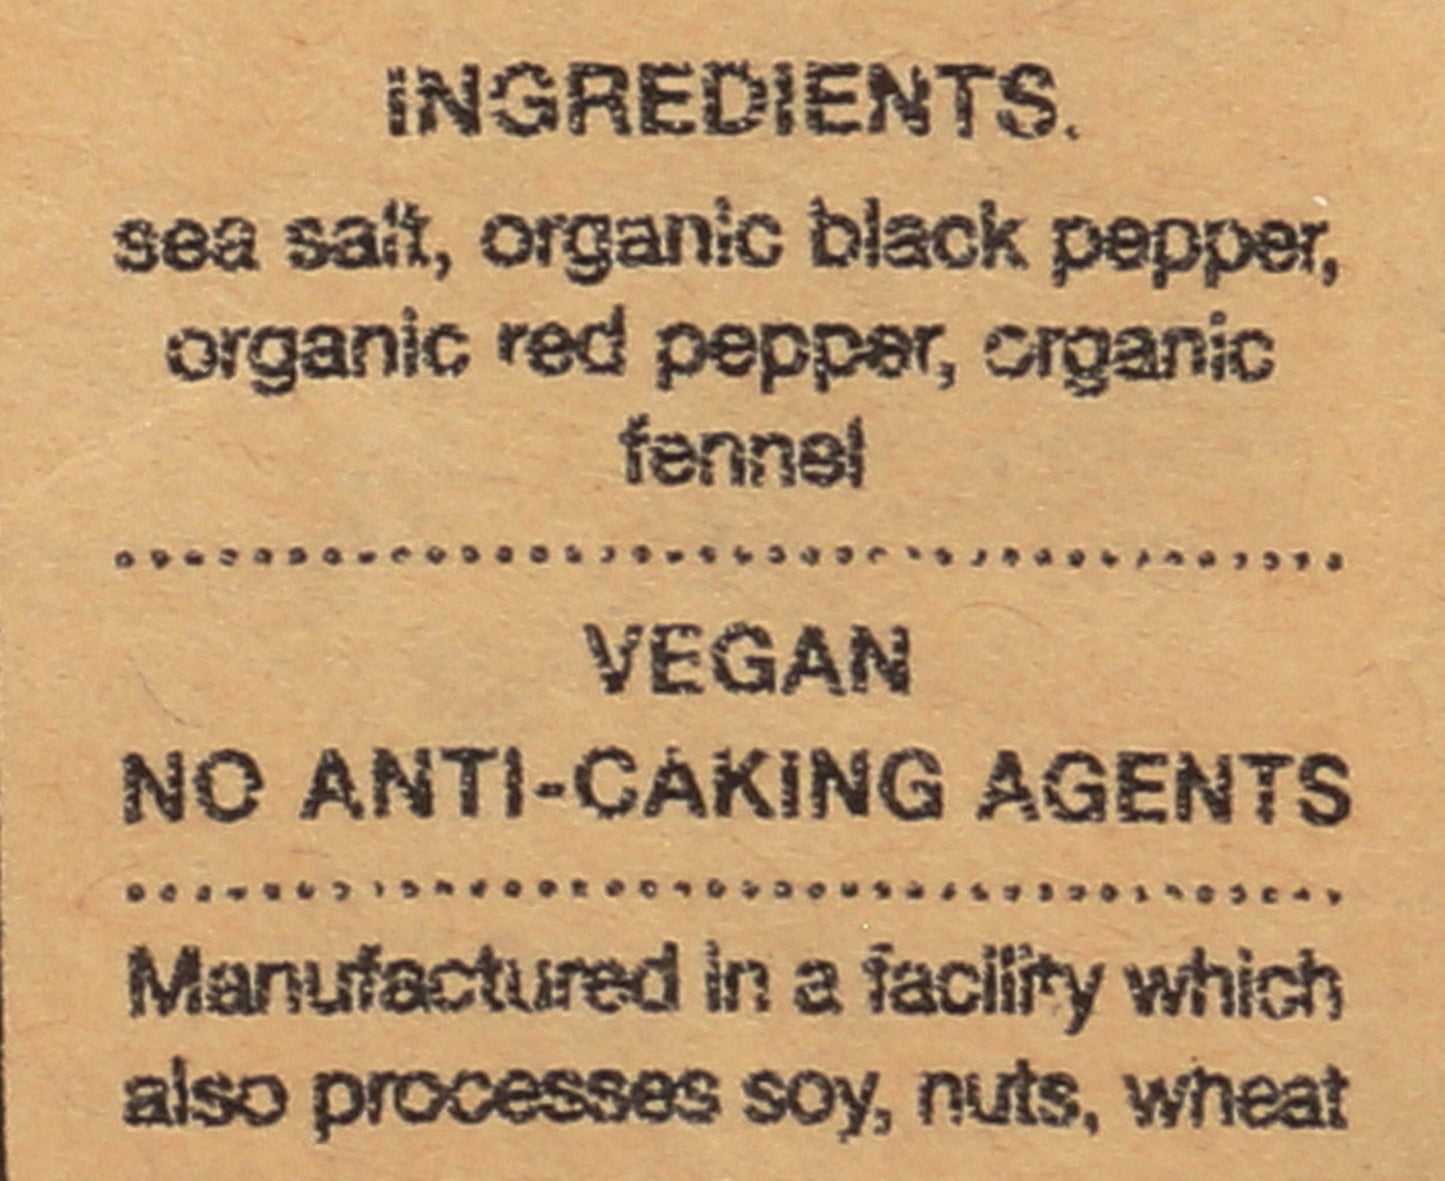 INGREDIENTS.
sea salt, organic black pepper,
organic red pepper, organic
fennel
VEGAN
NO ANTI-CAKING AGENTS
Manufactured in a facility which
also processes soy, nuts, wheat